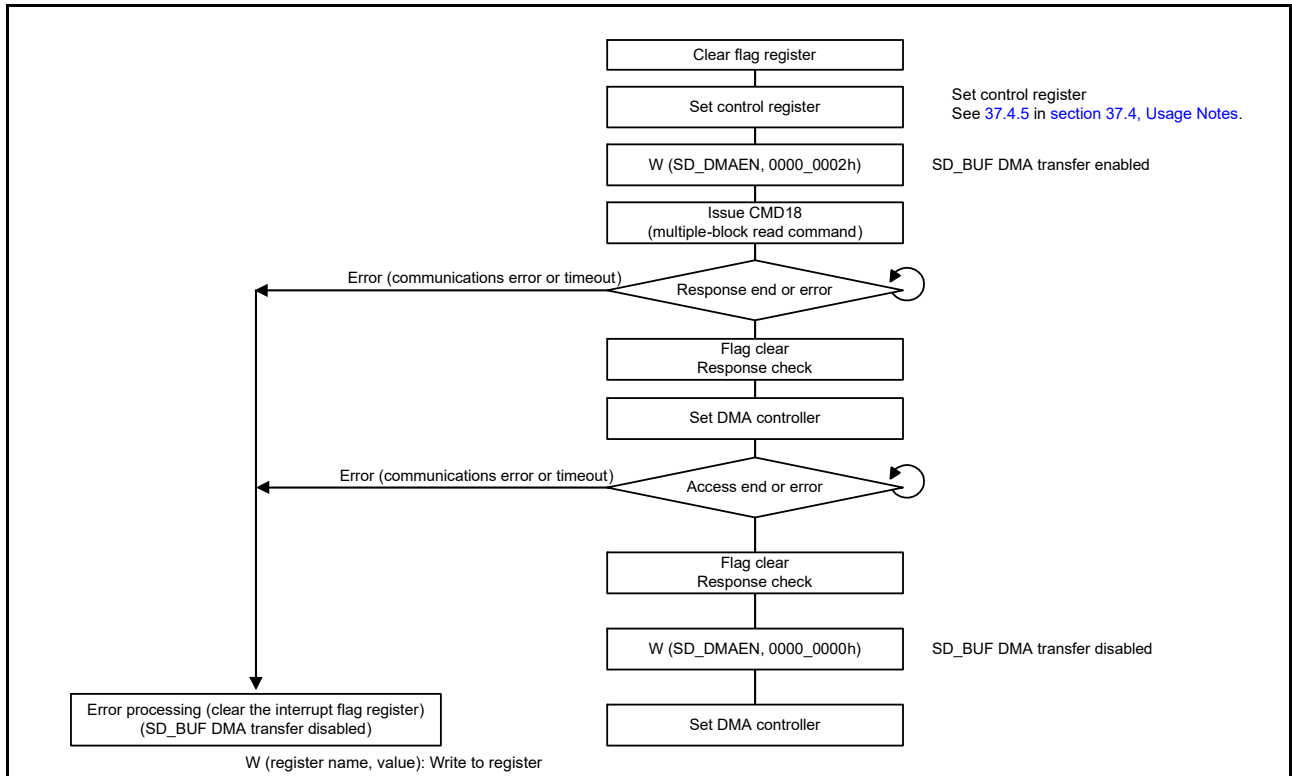 Clear flag register
Set control register
Set control register
See 37.4.5 in section 37.4, Usage Notes.
W (SD_DMAEN, 0000_0002h)
SD_BUF DMA transfer enabled
Issue CMD18
(multiple-block read command)
Error (communications error or timeout)
Response end or error
Flag clear
Response check
Set DMA controller
Error (communications error or timeout)
Access end or error
Flag clear
Response check
W (SD_DMAEN, 0000_0000h)
SD_BUF DMA transfer disabled
Error processing (clear the interrupt flag register)
(SD_BUF DMA transfer disabled)
Set DMA controller
W (register name, value): Write to register